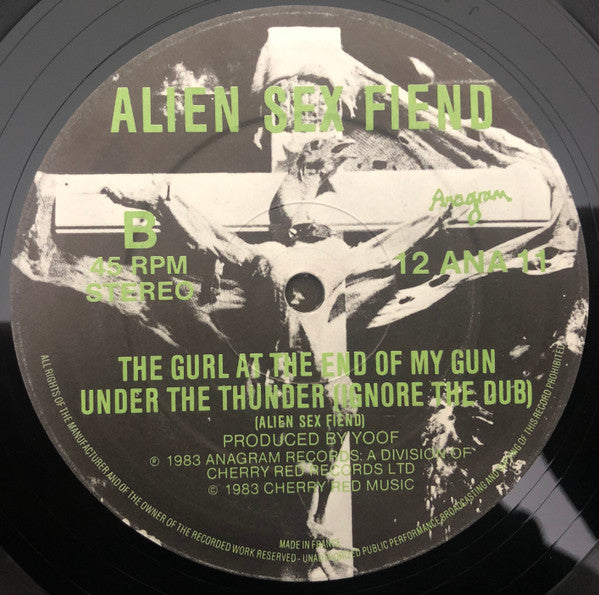 ALIEN SEX FIEND
Anagram
B
45 RPM
STEREO
12 ANA 11
THE GURL AT THE END OF MY GUN
UNDER THE THUNDER (IGNORE THE DUB)
(ALIEN SEX FIEND)
PRODUCED BY YOOF
℗ 1983 ANAGRAM RECORDS: A DIVISION OF
CHERRY RED RECORDS LTD
© 1983 CHERRY RED MUSIC
MADE IN FRANCE
ALL RIGHTS OF THE MANUFACTURER AND OF THE OWNER OF THE RECORDED WORK RESERVED - UNAUTHORIZED PUBLIC PERFORMANCE BROADCASTING AND COPYING OF THIS RECORD PROHIBITED